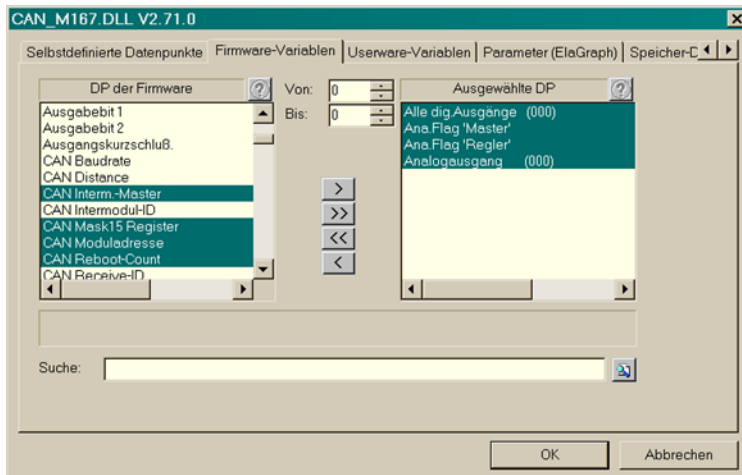 CAN_M167.DLL V2.71.0
Selbstdefinierte Datenpunkte Firmware-Variablen Userware-Variablen Parameter (ElaGraph) Speicher-D
DP der Firmware ?
Ausgabebit 1
Ausgabebit 2
Ausgangskurzschluß.
CAN Baudrate
CAN Distance
CAN Interm.-Master
CAN Intermodul-ID
CAN Mask15 Register
CAN Moduladresse
CAN Reboot-Count
CAN Receive-ID
Von: 0
Bis: 0
>
>>
<<
<
Ausgewählte DP ?
Alle dig.Ausgänge (000)
Ana.Flag 'Master'
Ana.Flag 'Regler'
Analogausgang (000)
Suche:
OK Abbrechen